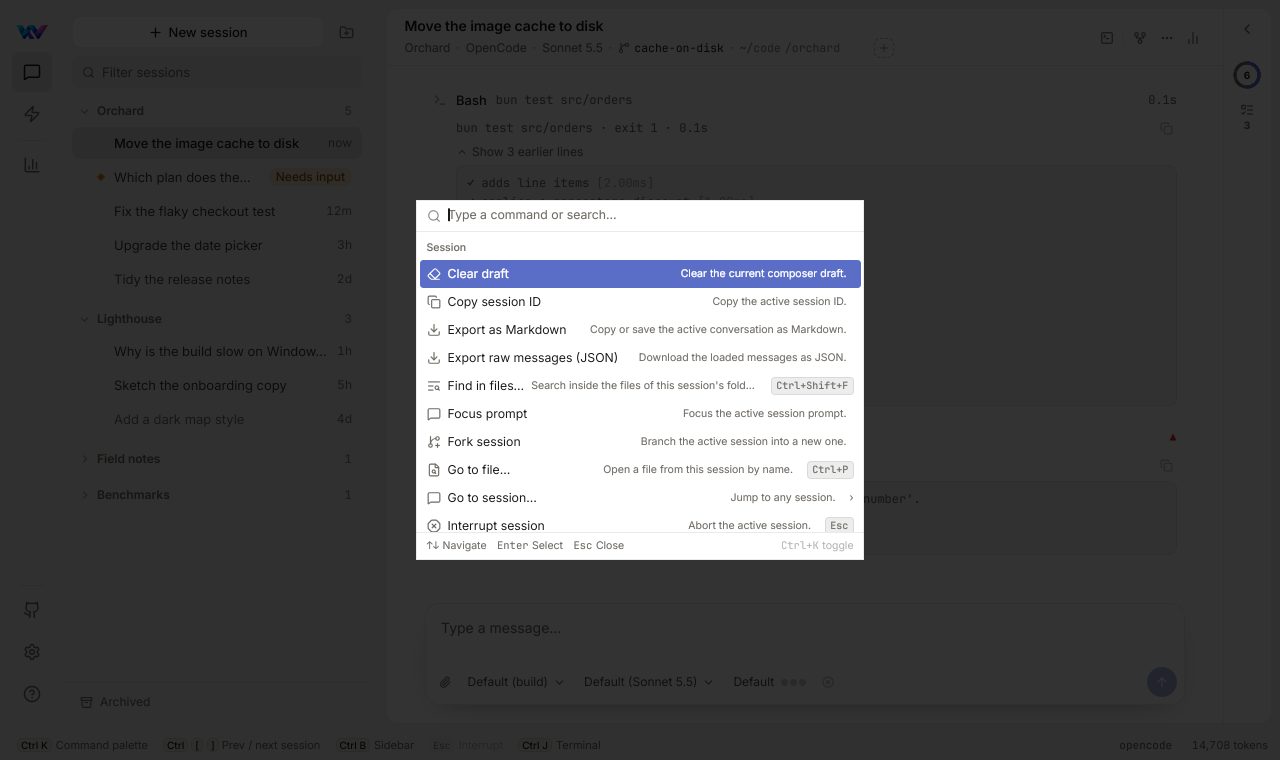 New session
Filter sessions
Orchard 5
Move the image cache to disk now
Which plan does the... Needs input
Fix the flaky checkout test 12m
Upgrade the date picker 3h
Tidy the release notes 2d
Lighthouse 3
Why is the build slow on Window... 1h
Sketch the onboarding copy 5h
Add a dark map style 4d
Field notes 1
Benchmarks 1
Archived
Move the image cache to disk
Orchard · OpenCode · Sonnet 5.5 · cache-on-disk · ~/code/orchard
6
3
Bash bun test src/orders 0.1s
bun test src/orders · exit 1 · 0.1s
Show 3 earlier lines
✓ adds line items [2.00ms]
number'.
Type a command or search...
Session
Clear draft Clear the current composer draft.
Copy session ID Copy the active session ID.
Export as Markdown Copy or save the active conversation as Markdown.
Export raw messages (JSON) Download the loaded messages as JSON.
Find in files... Search inside the files of this session's fold... Ctrl+Shift+F
Focus prompt Focus the active session prompt.
Fork session Branch the active session into a new one.
Go to file... Open a file from this session by name. Ctrl+P
Go to session... Jump to any session. ›
Interrupt session Abort the active session. Esc
↑↓ Navigate Enter Select Esc Close Ctrl+K toggle
Type a message...
Default (build) Default (Sonnet 5.5) Default
Ctrl K Command palette Ctrl [ ] Prev / next session Ctrl B Sidebar Esc Interrupt Ctrl J Terminal opencode 14,708 tokens